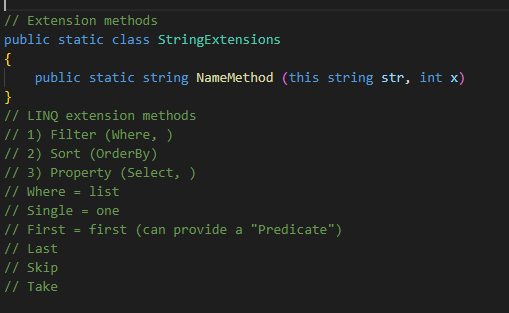 // Extension methods
public static class StringExtensions
{
    public static string NameMethod (this string str, int x)
}
// LINQ extension methods
// 1) Filter (Where, )
// 2) Sort (OrderBy)
// 3) Property (Select, )
// Where = list
// Single = one
// First = first (can provide a "Predicate")
// Last
// Skip
// Take